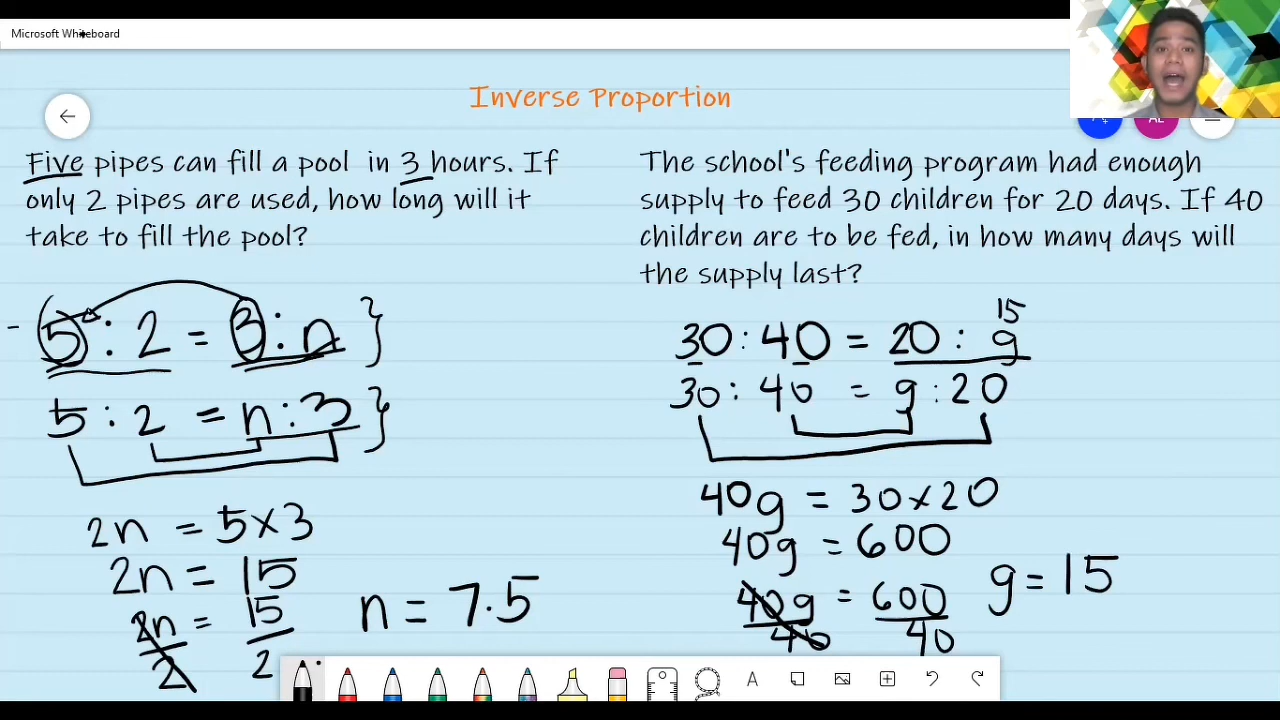 Microsoft Whiteboard
Inverse Proportion
Five pipes can fill a pool in 3 hours. If
only 2 pipes are used, how long will it
take to fill the pool?
5 : 2 = 3 : n }
5 : 2 = n : 3 }
2n = 5 x 3
2n = 15
2n = 15
2 2
n = 7.5
The school's feeding program had enough
supply to feed 30 children for 20 days. If 40
children are to be fed, in how many days will
the supply last?
15
30 : 40 = 20 : g
30 : 40 = g : 20
40g = 30 x 20
40g = 600
40g = 600
40 40
g = 15
A